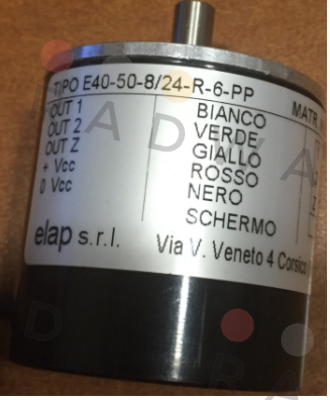 TIPO E40-50-8/24-R-6-PP MATR.
OUT 1 BIANCO
OUT 2 VERDE
OUT Z GIALLO
+ Vcc ROSSO
0 Vcc NERO
SCHERMO
elap s.r.l. Via V. Veneto 4 Corsico